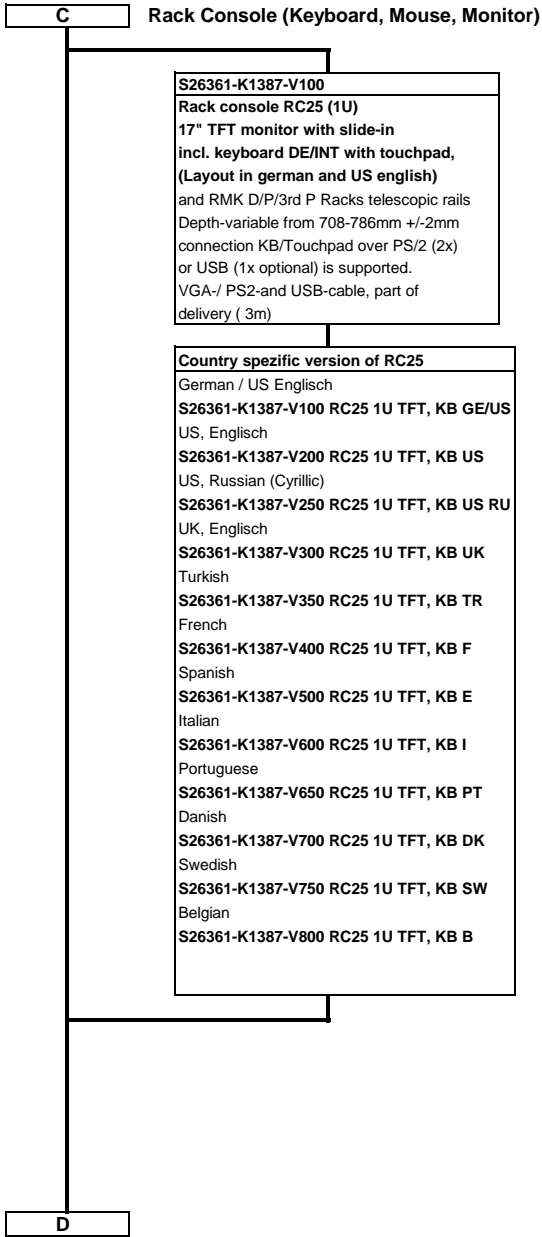 C Rack Console (Keyboard, Mouse, Monitor)
S26361-K1387-V100
Rack console RC25 (1U)
17" TFT monitor with slide-in
incl. keyboard DE/INT with touchpad,
(Layout in german and US english)
and RMK D/P/3rd P Racks telescopic rails
Depth-variable from 708-786mm +/-2mm
connection KB/Touchpad over PS/2 (2x)
or USB (1x optional) is supported.
VGA-/ PS2-and USB-cable, part of
delivery ( 3m)
Country spezific version of RC25
German / US Englisch
S26361-K1387-V100 RC25 1U TFT, KB GE/US
US, Englisch
S26361-K1387-V200 RC25 1U TFT, KB US
US, Russian (Cyrillic)
S26361-K1387-V250 RC25 1U TFT, KB US RU
UK, Englisch
S26361-K1387-V300 RC25 1U TFT, KB UK
Turkish
S26361-K1387-V350 RC25 1U TFT, KB TR
French
S26361-K1387-V400 RC25 1U TFT, KB F
Spanish
S26361-K1387-V500 RC25 1U TFT, KB E
Italian
S26361-K1387-V600 RC25 1U TFT, KB I
Portuguese
S26361-K1387-V650 RC25 1U TFT, KB PT
Danish
S26361-K1387-V700 RC25 1U TFT, KB DK
Swedish
S26361-K1387-V750 RC25 1U TFT, KB SW
Belgian
S26361-K1387-V800 RC25 1U TFT, KB B
D